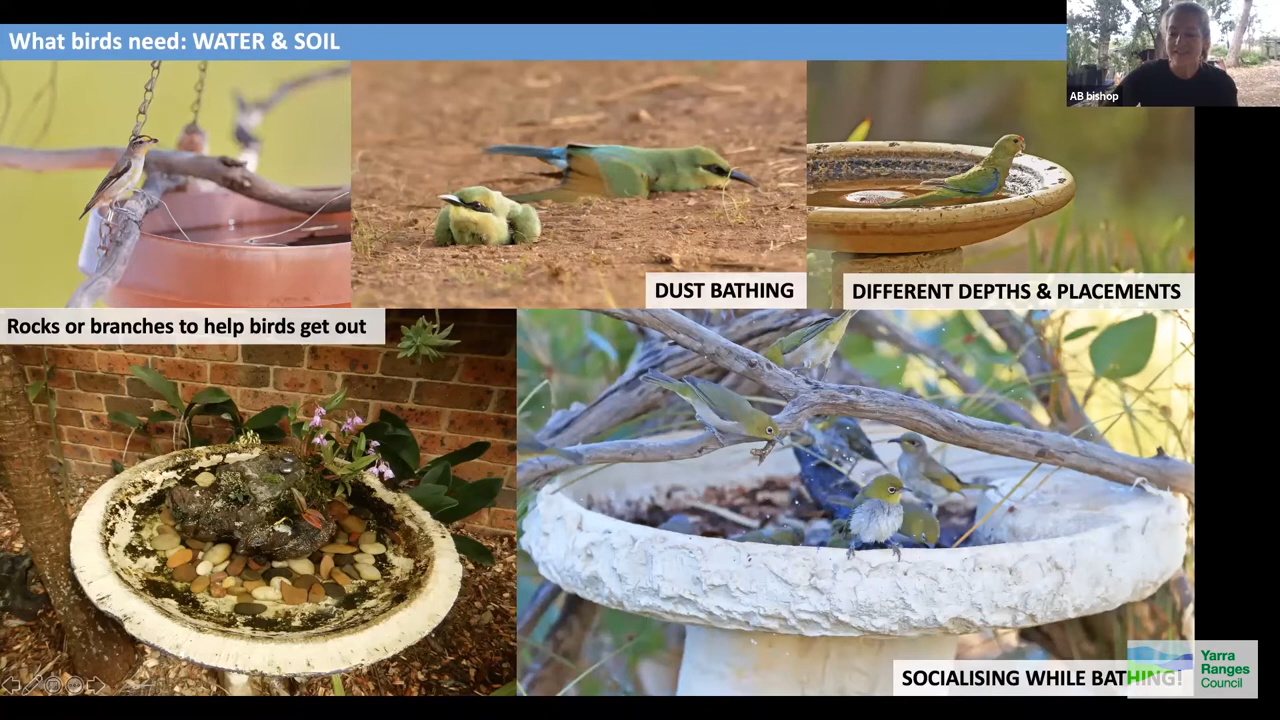 What birds need: WATER & SOIL
AB bishop
DUST BATHING
DIFFERENT DEPTHS & PLACEMENTS
Rocks or branches to help birds get out
SOCIALISING WHILE BATHING!
Yarra
Ranges
Council